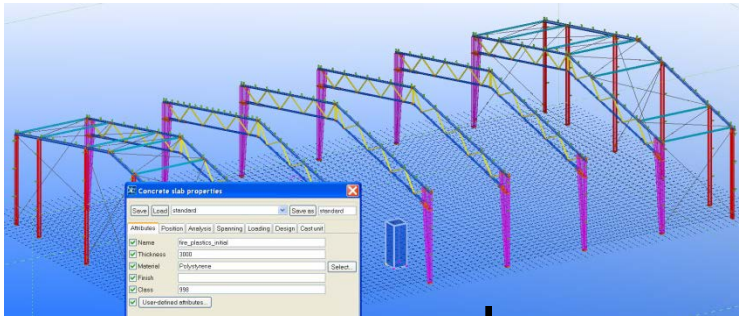 Concrete slab properties
Save Load standard Save as standard
Attributes Position Analysis Spanning Loading Design Cast unit
Name fire_plastics_initial
Thickness 1000
Material Polystyrene Select...
Finish
Class 998
User-defined attributes...